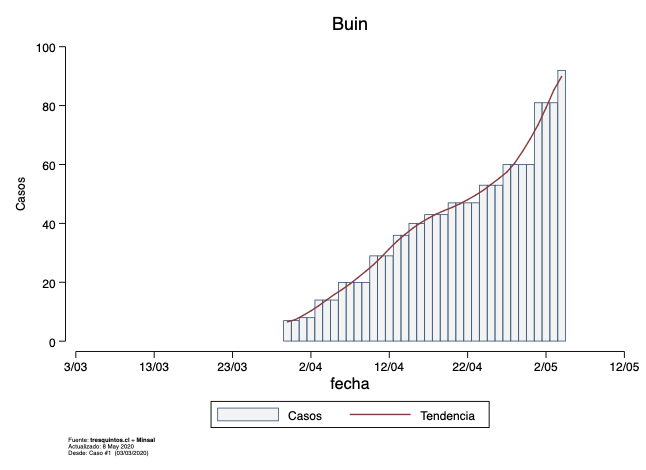 Buin
100
80
60
40
20
0
Casos
3/03 13/03 23/03 2/04 12/04 22/04 2/05 12/05
fecha
Casos Tendencia
Fuente: tresquintos.cl + Minsal
Actualizado: 8 May 2020
Desde: Caso #1 (03/03/2020)